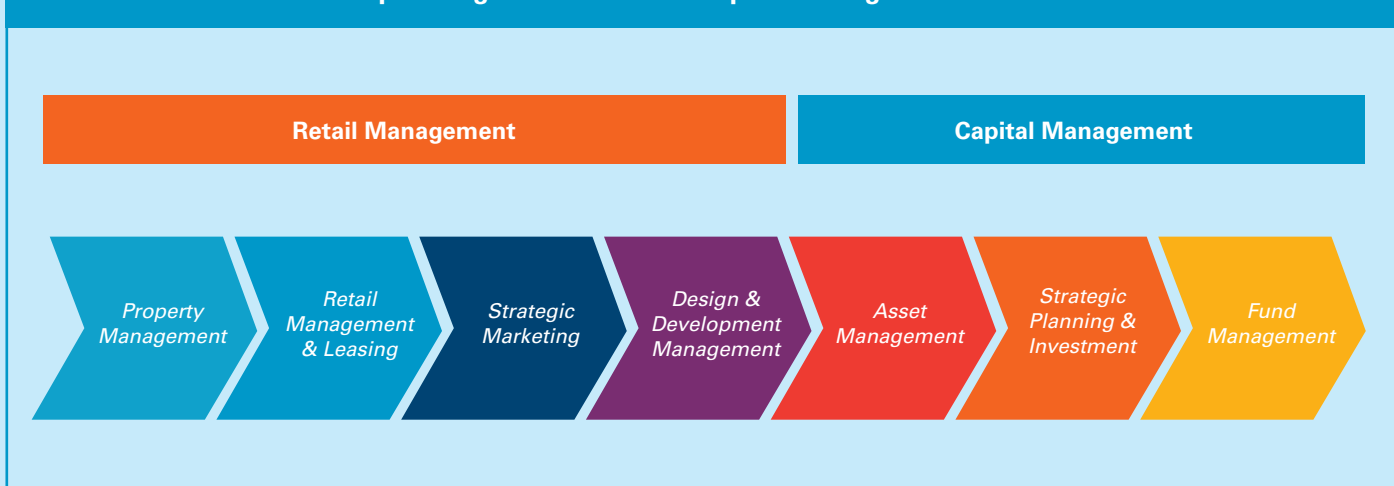 Retail Management
Capital Management
Property
Management
Retail
Management
& Leasing
Strategic
Marketing
Design &
Development
Management
Asset
Management
Strategic
Planning &
Investment
Fund
Management